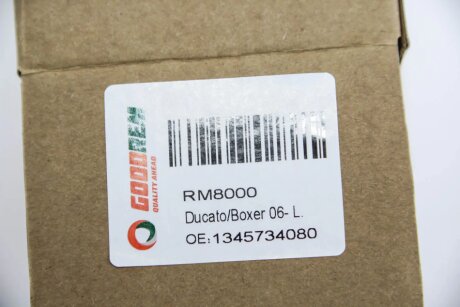 GOODREM
QUALITY AHEAD
RM8000
Ducato/Boxer 06- L.
OE:1345734080